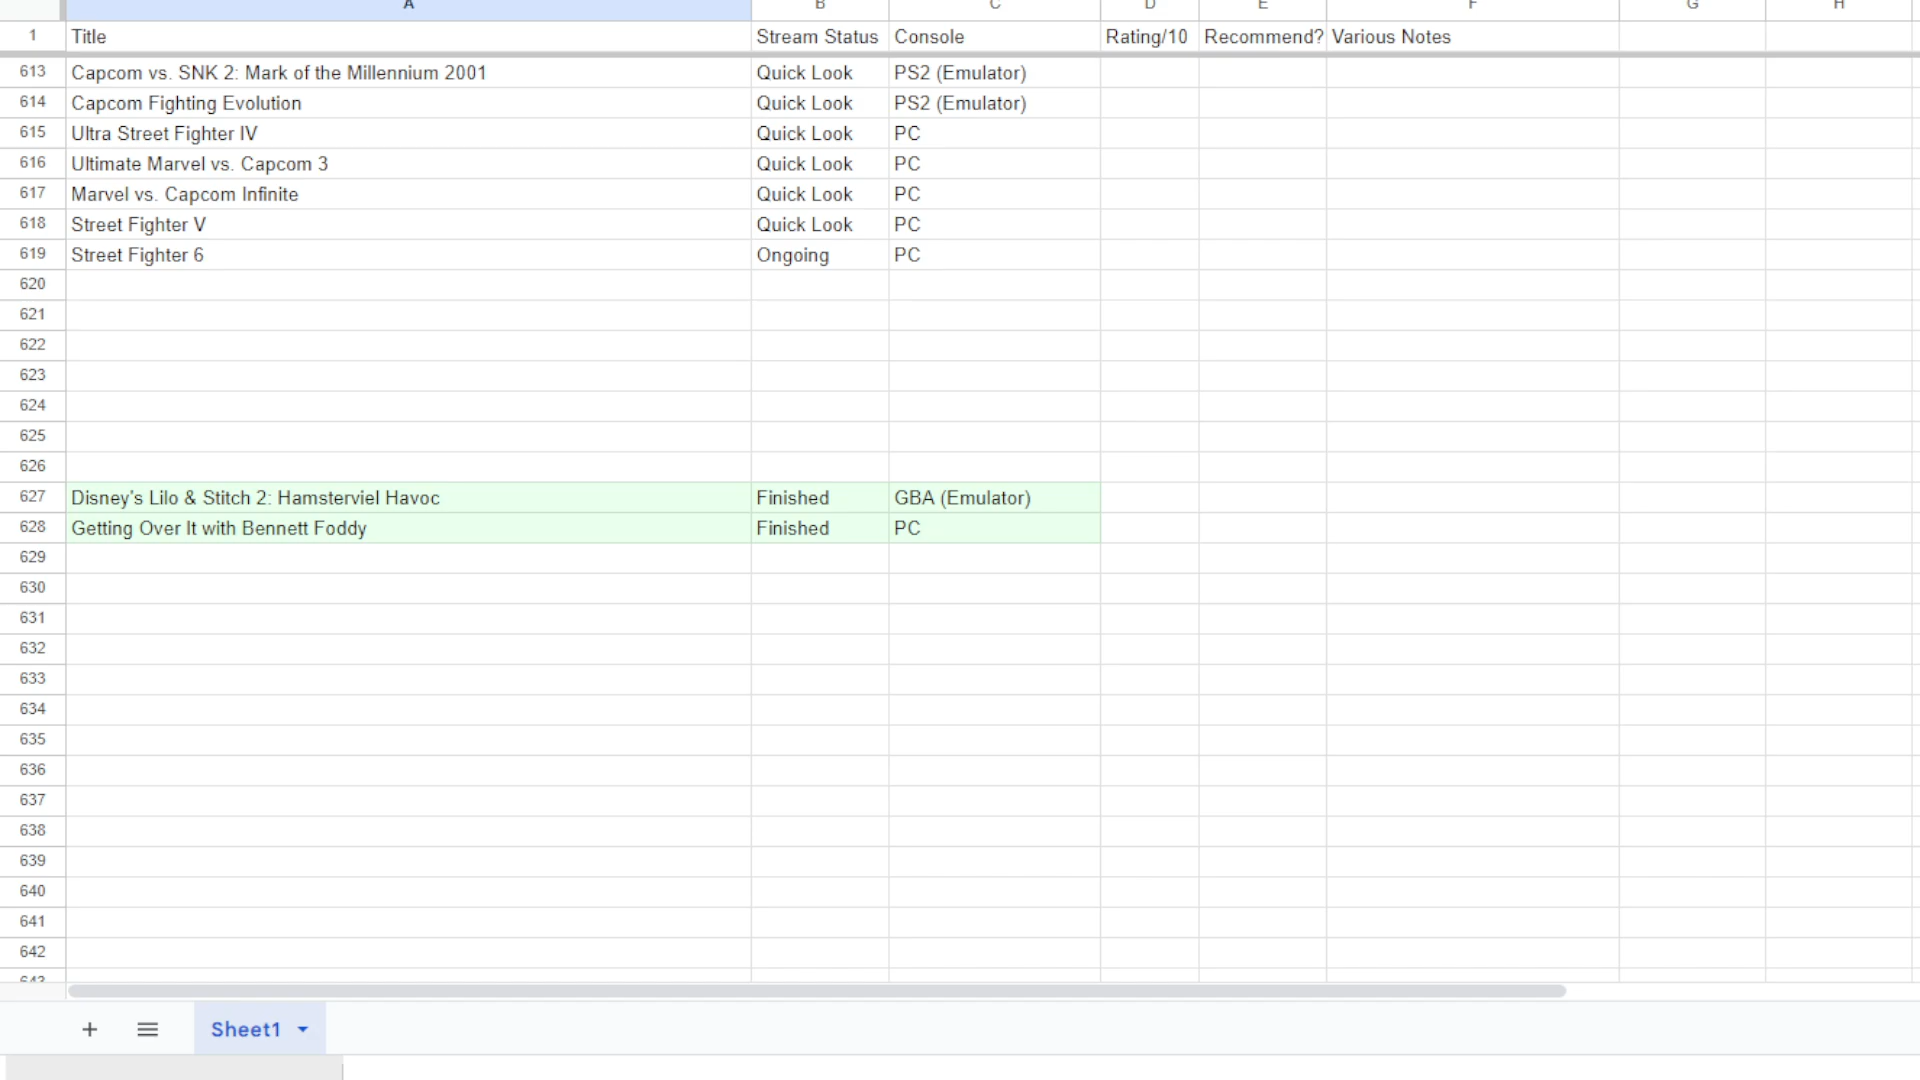 A B C D E F G H
1 Title Stream Status Console Rating/10 Recommend? Various Notes
613 Capcom vs. SNK 2: Mark of the Millennium 2001 Quick Look PS2 (Emulator)
614 Capcom Fighting Evolution Quick Look PS2 (Emulator)
615 Ultra Street Fighter IV Quick Look PC
616 Ultimate Marvel vs. Capcom 3 Quick Look PC
617 Marvel vs. Capcom Infinite Quick Look PC
618 Street Fighter V Quick Look PC
619 Street Fighter 6 Ongoing PC
620
621
622
623
624
625
626
627 Disney's Lilo & Stitch 2: Hamsterviel Havoc Finished GBA (Emulator)
628 Getting Over It with Bennett Foddy Finished PC
629
630
631
632
633
634
635
636
637
638
639
640
641
642
643
Sheet1